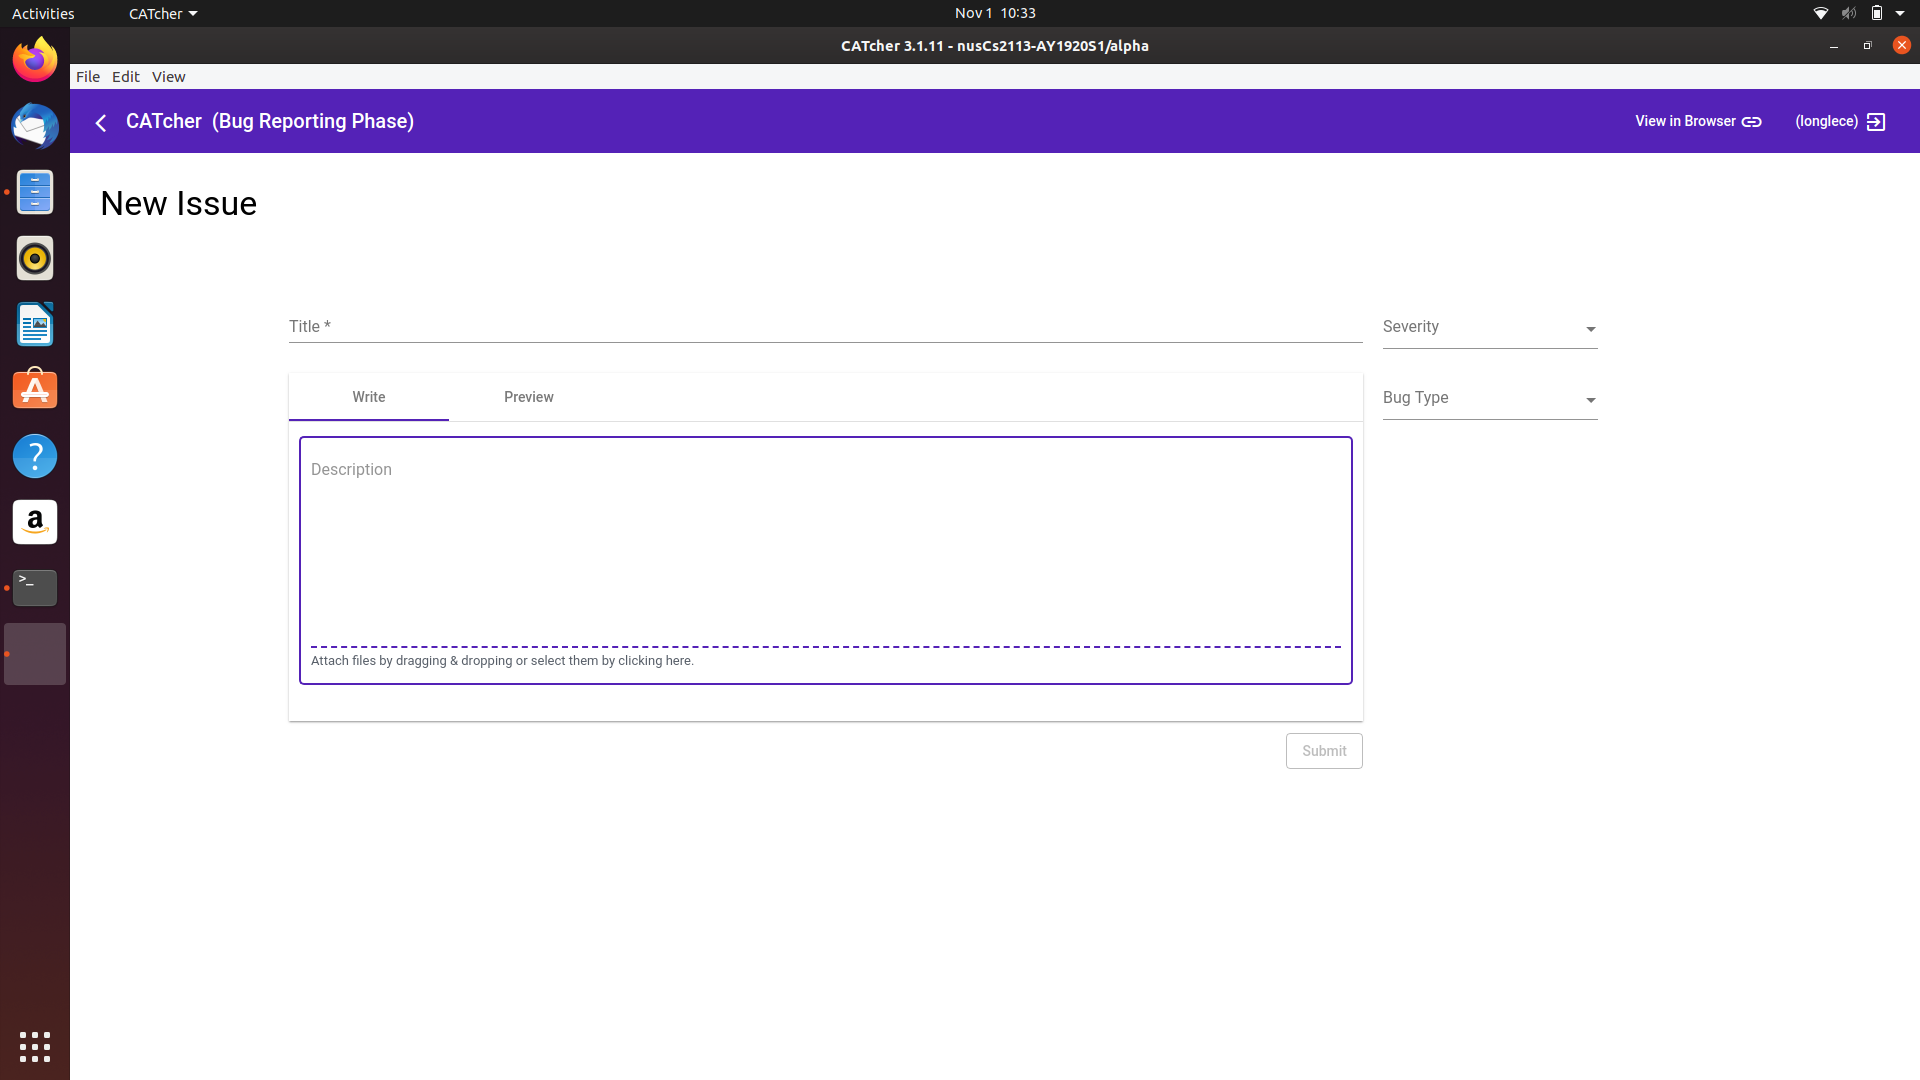 Activities CATcher Nov 1 10:33
CATcher 3.1.11 - nusCs2113-AY1920S1/alpha
File Edit View
CATcher (Bug Reporting Phase) View in Browser (longlece)
New Issue
Title * Severity
Write Preview Bug Type
Description
Attach files by dragging & dropping or select them by clicking here.
Submit